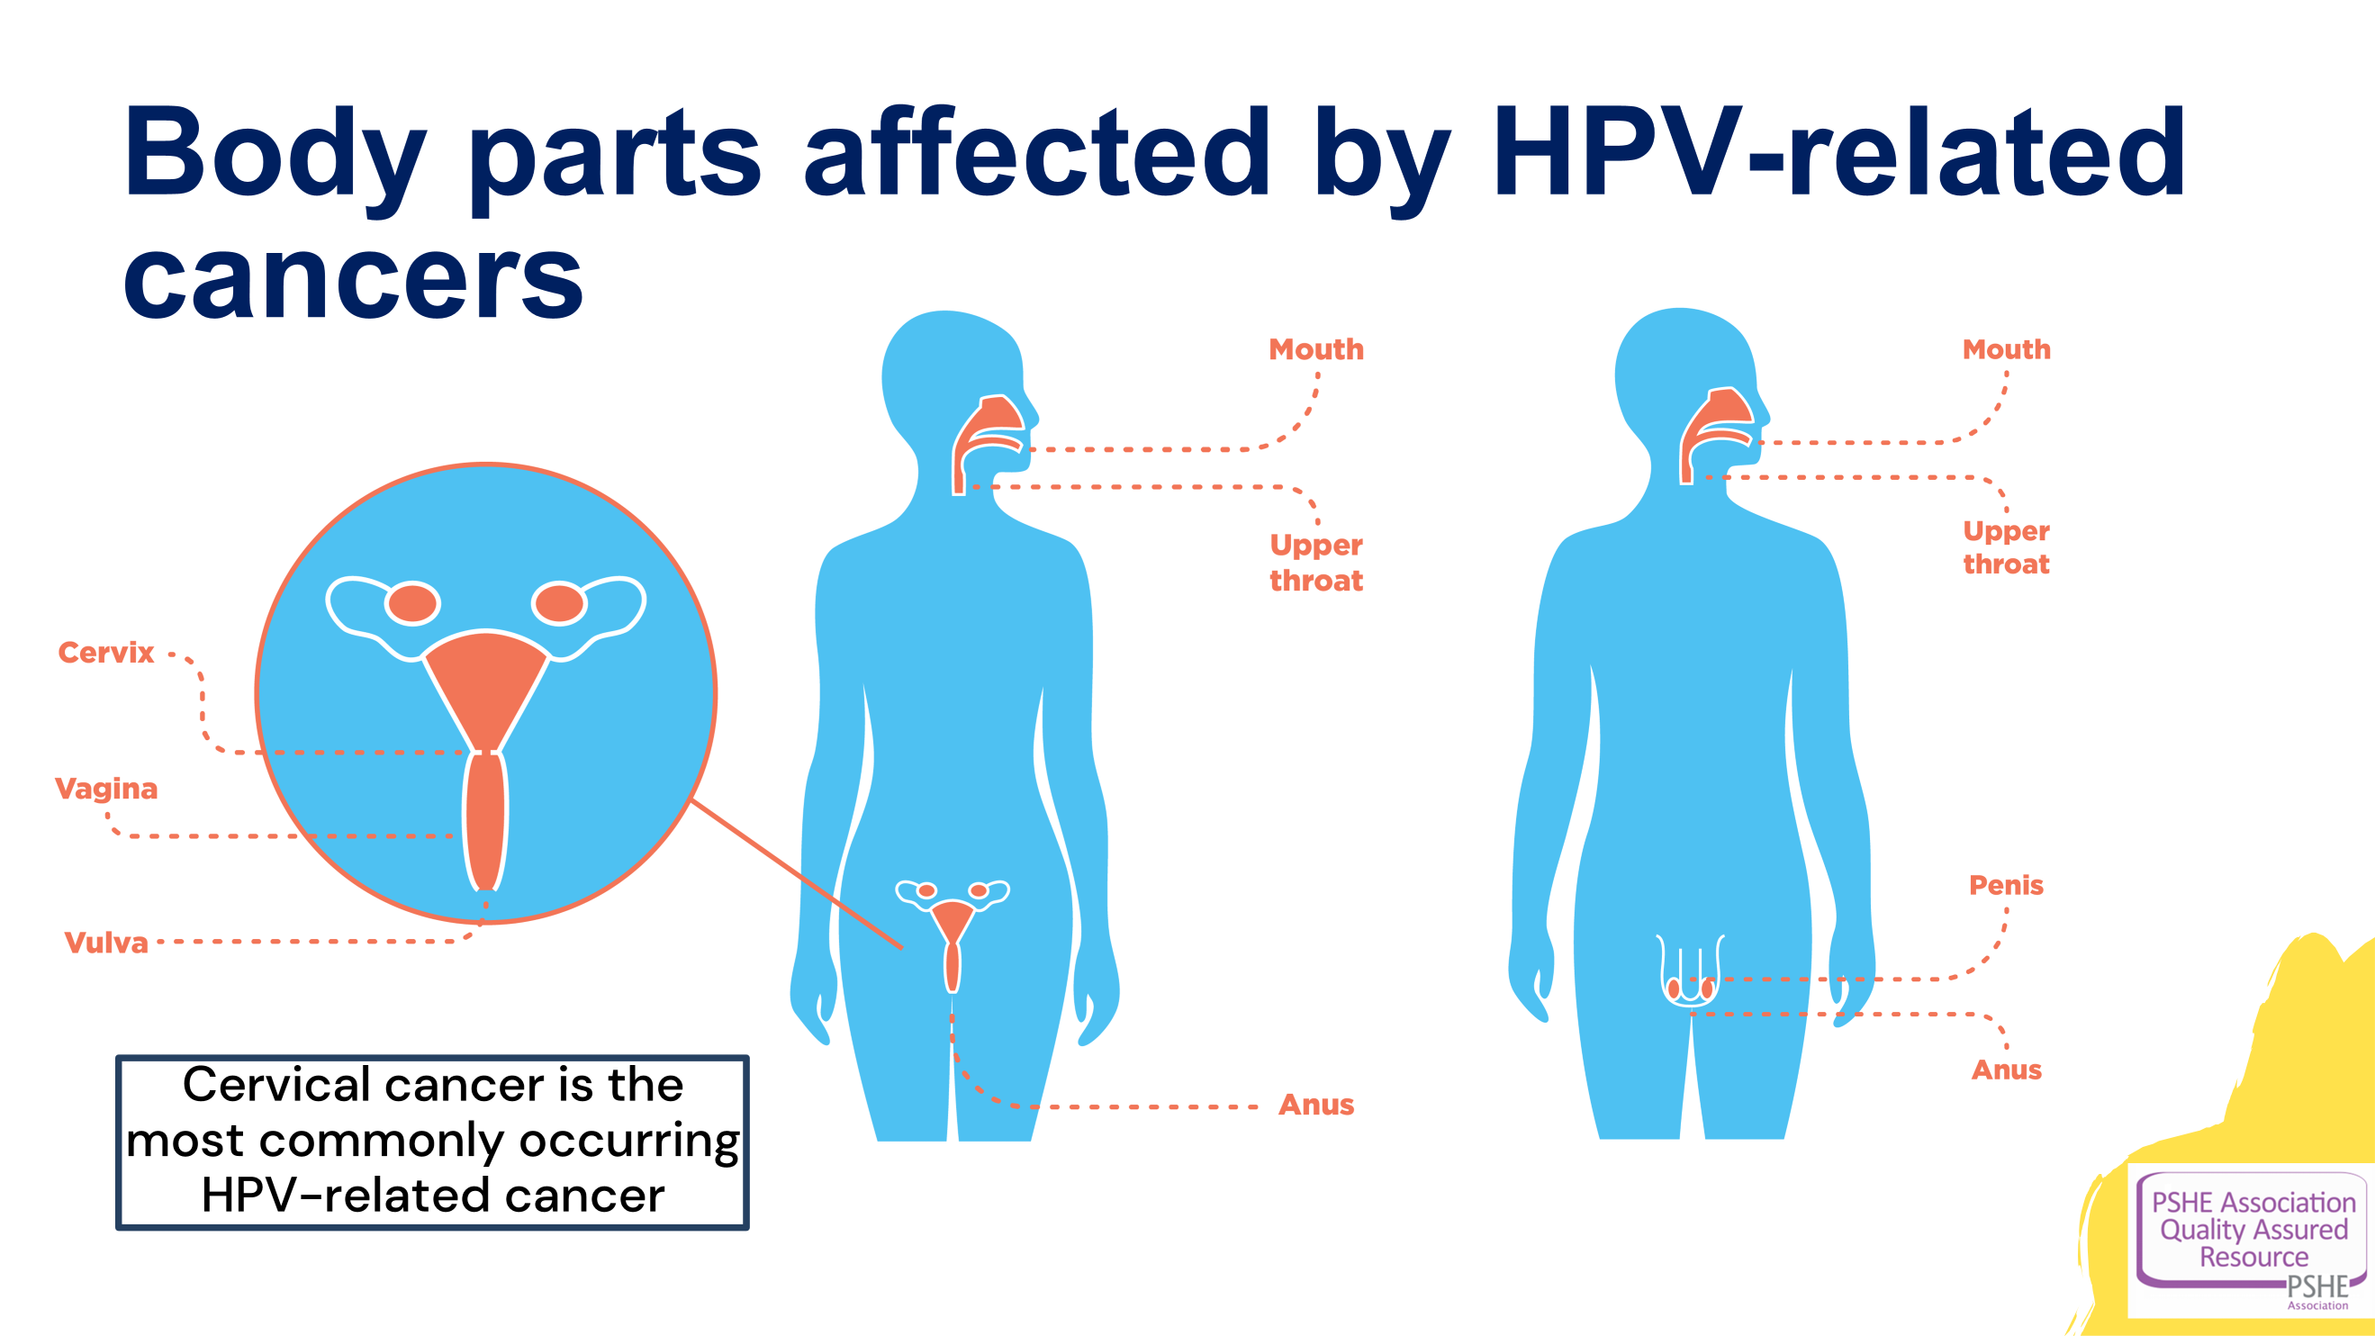 Body parts affected by HPV-related
cancers
Mouth
Upper
throat
Mouth
Upper
throat
Cervix
Vagina
Vulva
Penis
Anus
Anus
Cervical cancer is the
most commonly occurring
HPV-related cancer
PSHE Association
Quality Assured
Resource
PSHE
Association